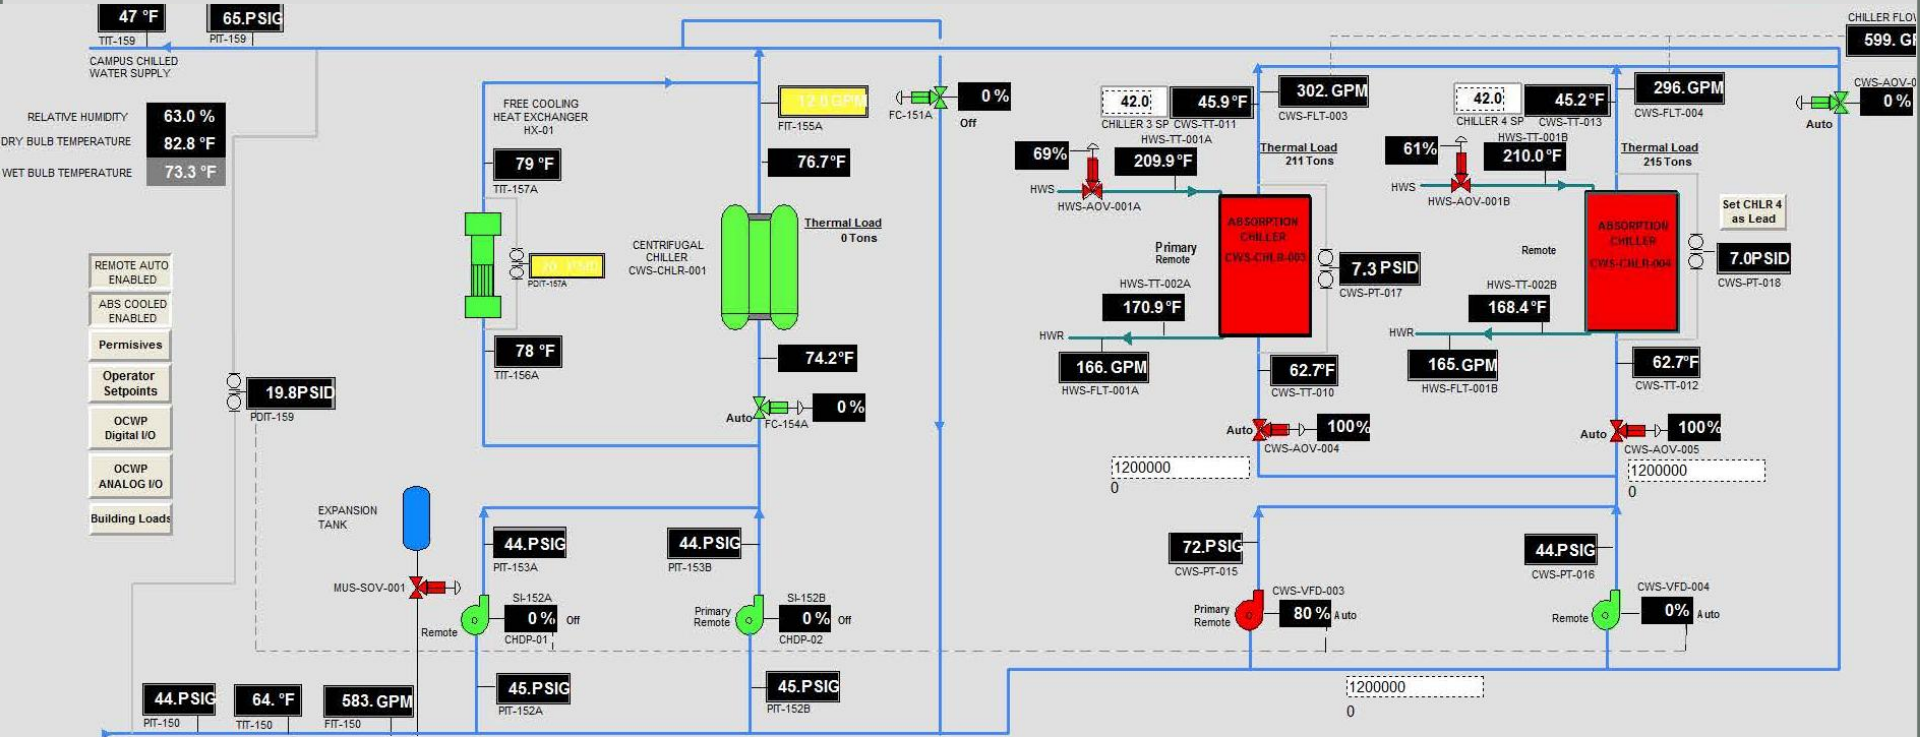 47 °F
TIT-159
65.PSIG
PIT-159
CAMPUS CHILLED
WATER SUPPLY
RELATIVE HUMIDITY
63.0 %
DRY BULB TEMPERATURE
82.8 °F
WET BULB TEMPERATURE
73.3 °F
REMOTE AUTO
ENABLED
ABS COOLED
ENABLED
Permisives
Operator
Setpoints
OCWP
Digital I/O
OCWP
ANALOG I/O
Building Loads
19.8PSID
PDIT-159
EXPANSION
TANK
MUS-SOV-001
44.PSIG
PIT-150
64. °F
TIT-150
583. GPM
FIT-150
FREE COOLING
HEAT EXCHANGER
HX-01
79 °F
TIT-157A
PDIT-157A
78 °F
TIT-156A
12.0 GPM
FIT-155A
76.7°F
CENTRIFUGAL
CHILLER
CWS-CHLR-001
Thermal Load
0 Tons
74.2°F
Auto
0 %
FC-154A
44.PSIG
PIT-153A
44.PSIG
PIT-153B
Remote
SI-152A
0 %
Off
CHDP-01
Primary
Remote
SI-152B
0 %
Off
CHDP-02
45.PSIG
PIT-152A
45.PSIG
PIT-152B
FC-151A
0 %
Off
42.0
CHILLER 3 SP
45.9°F
CWS-TT-011
302. GPM
CWS-FLT-003
69%
HWS
HWS-AOV-001A
HWS-TT-001A
209.9°F
Thermal Load
211 Tons
ABSORPTION
CHILLER
CWS-CHLR-003
Primary
Remote
7.3 PSID
CWS-PT-017
HWS-TT-002A
170.9°F
HWR
166. GPM
HWS-FLT-001A
62.7°F
CWS-TT-010
Auto
100%
CWS-AOV-004
1200000
0
42.0
CHILLER 4 SP
45.2°F
CWS-TT-013
296. GPM
CWS-FLT-004
61%
HWS
HWS-AOV-001B
HWS-TT-001B
210.0°F
Thermal Load
215 Tons
ABSORPTION
CHILLER
CWS-CHLR-004
Remote
Set CHLR 4
as Lead
7.0PSID
CWS-PT-018
HWS-TT-002B
168.4°F
HWR
165. GPM
HWS-FLT-001B
62.7°F
CWS-TT-012
Auto
100%
CWS-AOV-005
1200000
0
72.PSIG
CWS-PT-015
44.PSIG
CWS-PT-016
Primary
Remote
CWS-VFD-003
80 %
Auto
Remote
CWS-VFD-004
0%
Auto
1200000
0
CHILLER FLOW
599. GP
CWS-AOV-0
0 %
Auto